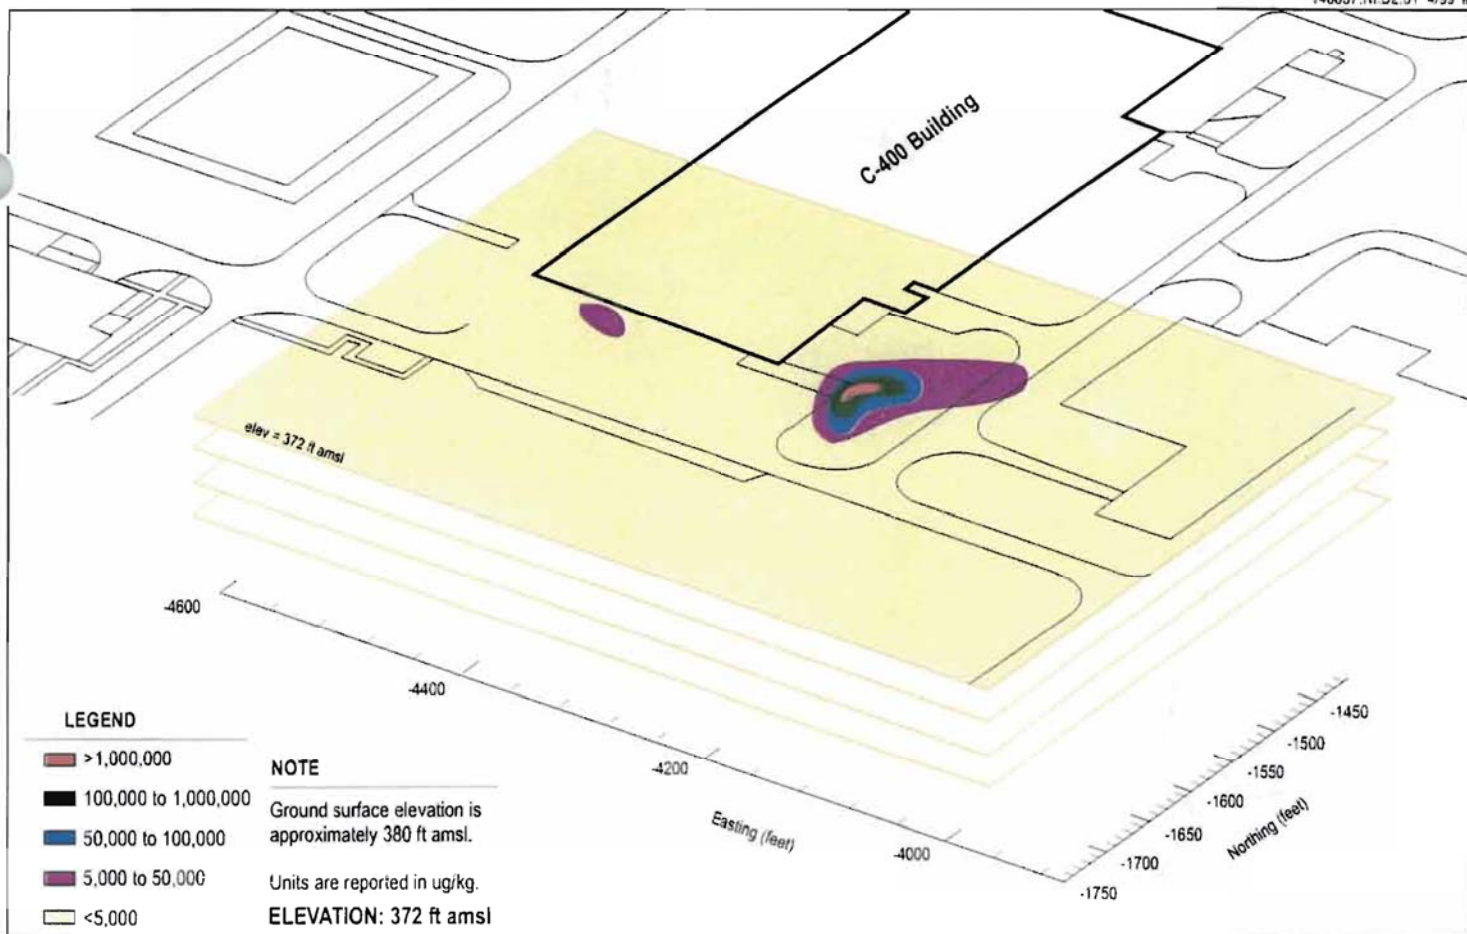 C-400 Building
elev = 372 ft amsl
-4600
-4400
-4200
-4000
Easting (feet)
-1450
-1500
-1550
-1600
-1650
-1700
-1750
Northing (feet)
LEGEND
>1,000,000
100,000 to 1,000,000
50,000 to 100,000
5,000 to 50,000
<5,000
NOTE
Ground surface elevation is
approximately 380 ft amsl.
Units are reported in ug/kg.
ELEVATION: 372 ft amsl